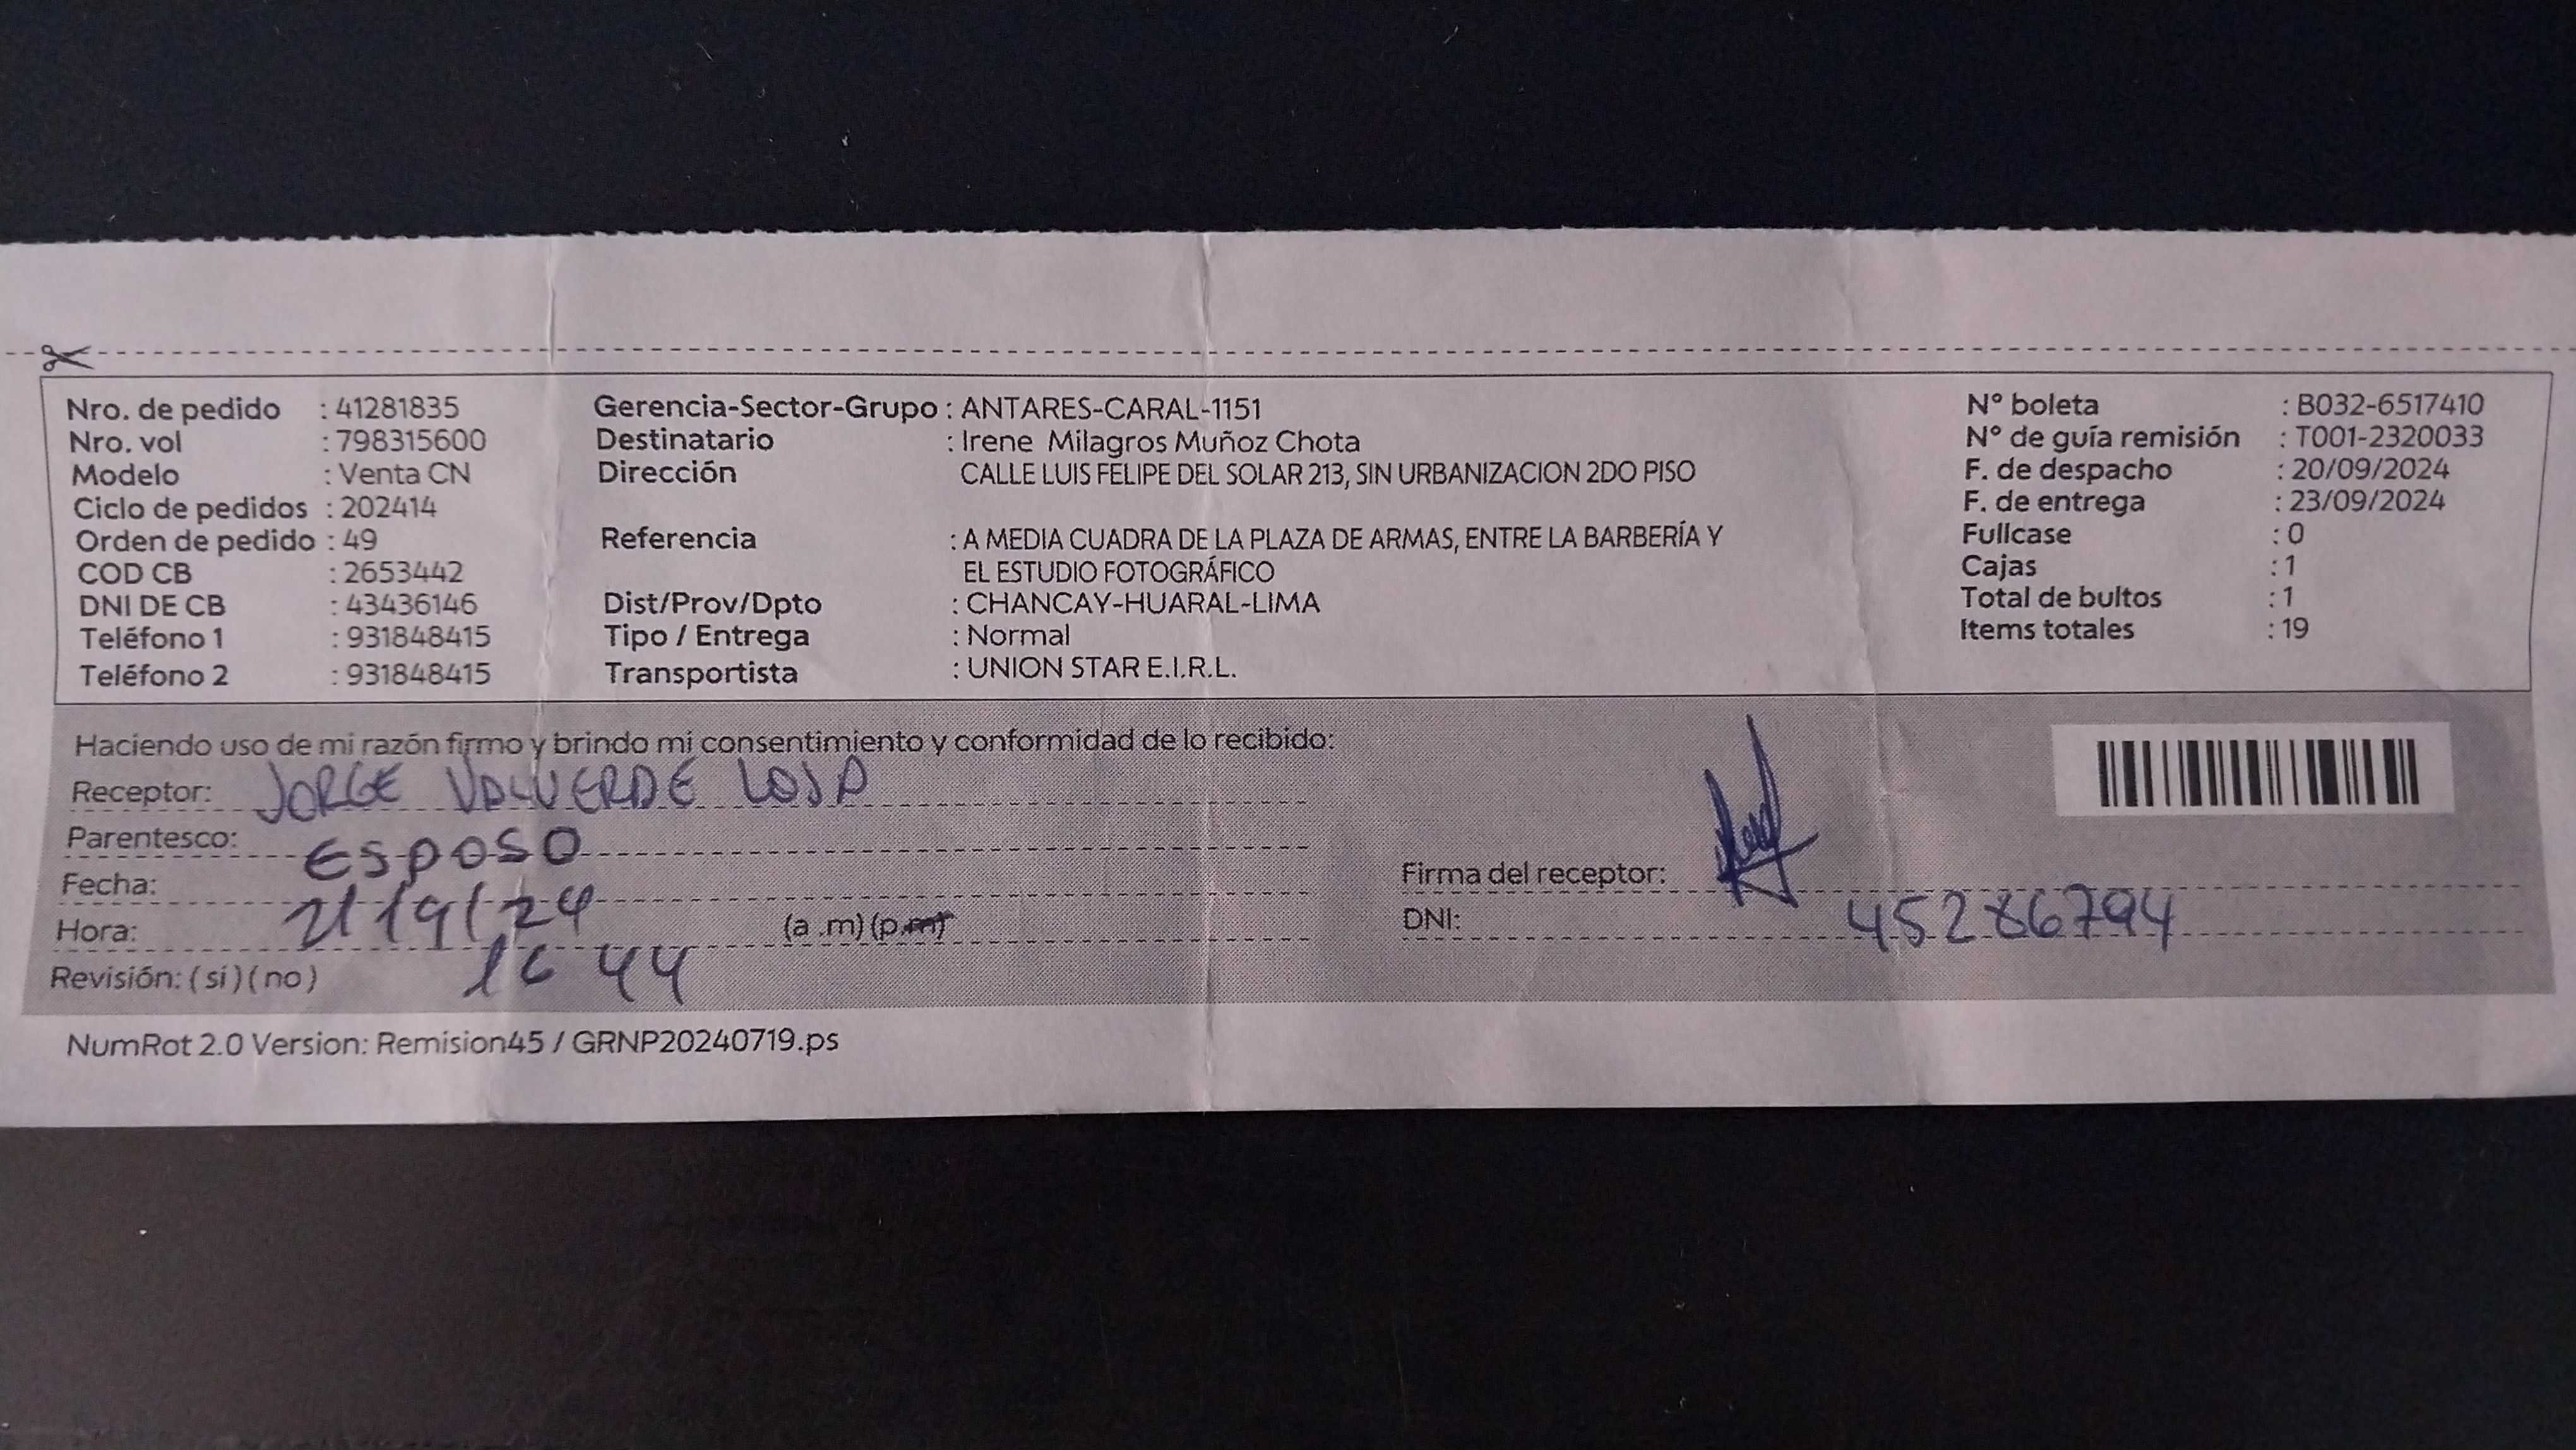 Nro. de pedido : 41281835
Nro. vol : 798315600
Modelo : Venta CN
Ciclo de pedidos : 202414
Orden de pedido : 49
COD CB : 2653442
DNI DE CB : 43436146
Teléfono 1 : 931848415
Teléfono 2 : 931848415
Gerencia-Sector-Grupo : ANTARES-CARAL-1151
Destinatario : Irene Milagros Muñoz Chota
Dirección CALLE LUIS FELIPE DEL SOLAR 213, SIN URBANIZACION 2DO PISO
Referencia : A MEDIA CUADRA DE LA PLAZA DE ARMAS, ENTRE LA BARBERÍA Y
EL ESTUDIO FOTOGRÁFICO
Dist/Prov/Dpto : CHANCAY-HUARAL-LIMA
Tipo / Entrega : Normal
Transportista : UNION STAR E.I.R.L.
N° boleta : B032-6517410
N° de guía remisión : T001-2320033
F. de despacho : 20/09/2024
F. de entrega : 23/09/2024
Fullcase : 0
Cajas : 1
Total de bultos : 1
Items totales : 19
Haciendo uso de mi razón firmo y brindo mi consentimiento y conformidad de lo recibido:
Receptor: JORGE VALVERDE
Parentesco: ESPOSO
Fecha: 21/9/24
Hora: 16 44 (a .m) (p.m)
Revisión: ( si ) ( no )
Firma del receptor:
DNI: 45286794
NumRot 2.0 Version: Remision45 / GRNP20240719.ps